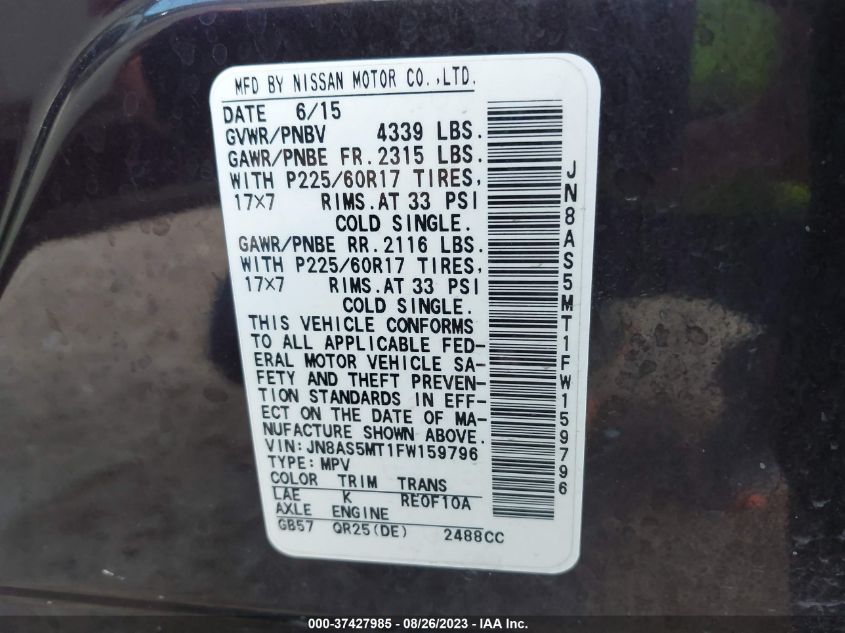 MFD BY NISSAN MOTOR CO.,LTD.
DATE 6/15
GVWR/PNBV 4339 LBS.
GAWR/PNBE FR.2315 LBS.
WITH P225/60R17 TIRES,
17×7 RIMS.AT 33 PSI
COLD SINGLE.
GAWR/PNBE RR.2116 LBS.
WITH P225/60R17 TIRES,
17×7 RIMS.AT 33 PSI
COLD SINGLE.
THIS VEHICLE CONFORMS
TO ALL APPLICABLE FED-
ERAL MOTOR VEHICLE SA-
FETY AND THEFT PREVEN-
TION STANDARDS IN EFF-
ECT ON THE DATE OF MA-
NUFACTURE SHOWN ABOVE.
VIN:JN8AS5MT1FW159796
TYPE:MPV
COLOR TRIM TRANS
LAE K RE0F10A
AXLE ENGINE
GB57 QR25(DE) 2488CC
JN8AS5MT1FW159796
000-37427985 - 08/26/2023 - IAA Inc.